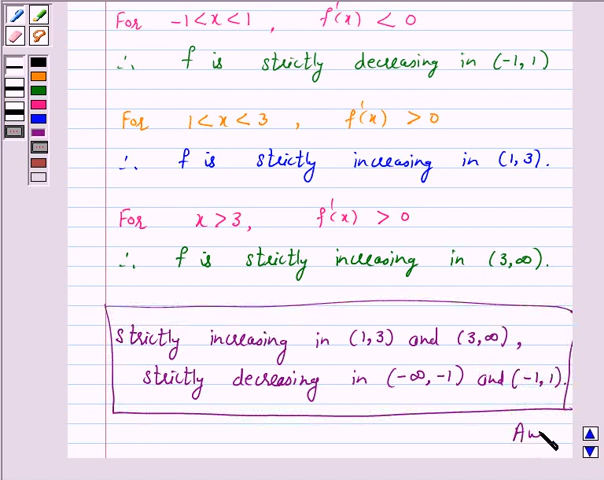 For -1 < x < 1 , f'(x) < 0
∴ f is strictly decreasing in (-1, 1)
For 1 < x < 3 , f'(x) > 0
∴ f is strictly increasing in (1, 3).
For x > 3, f'(x) > 0
∴ f is strictly increasing in (3, ∞).
strictly increasing in (1, 3) and (3, ∞) ,
strictly decreasing in (-∞, -1) and (-1, 1).